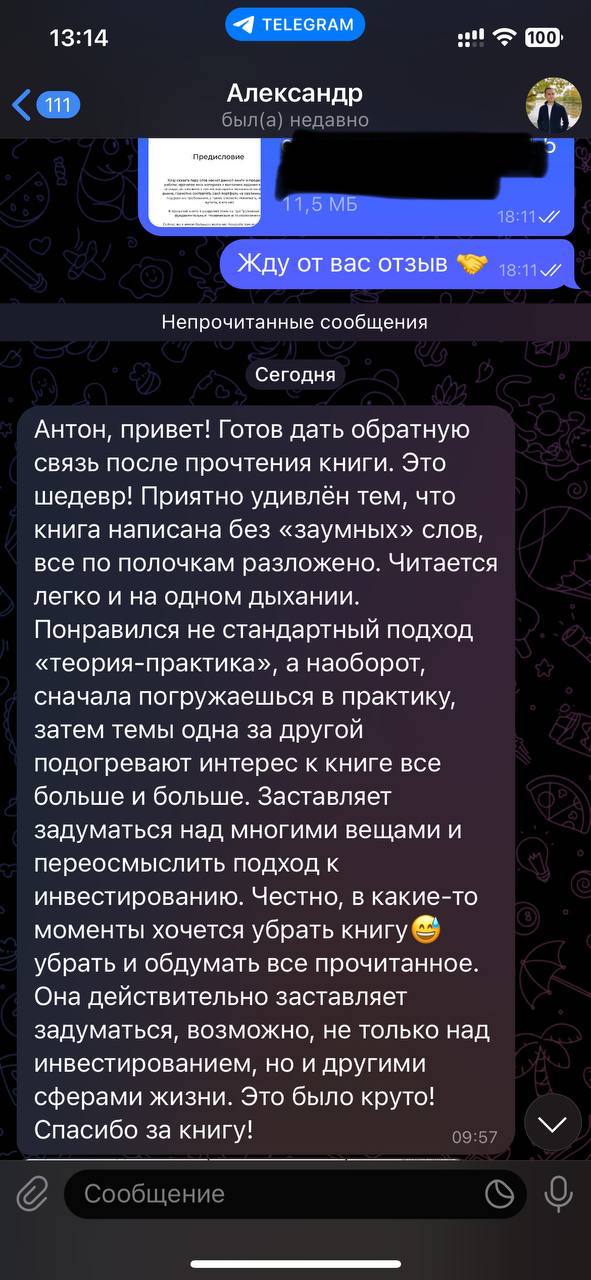 13:14
TELEGRAM
100
111
Александр
был(а) недавно
Предисловие
11,5 МБ
18:11
Жду от вас отзыв 🤝
18:11
Непрочитанные сообщения
Сегодня
Антон, привет! Готов дать обратную
связь после прочтения книги. Это
шедевр! Приятно удивлён тем, что
книга написана без «заумных» слов,
все по полочкам разложено. Читается
легко и на одном дыхании.
Понравился не стандартный подход
«теория-практика», а наоборот,
сначала погружаешься в практику,
затем темы одна за другой
подогревают интерес к книге все
больше и больше. Заставляет
задуматься над многими вещами и
переосмыслить подход к
инвестированию. Честно, в какие-то
моменты хочется убрать книгу😅
убрать и обдумать все прочитанное.
Она действительно заставляет
задуматься, возможно, не только над
инвестированием, но и другими
сферами жизни. Это было круто!
Спасибо за книгу!
09:57
Сообщение